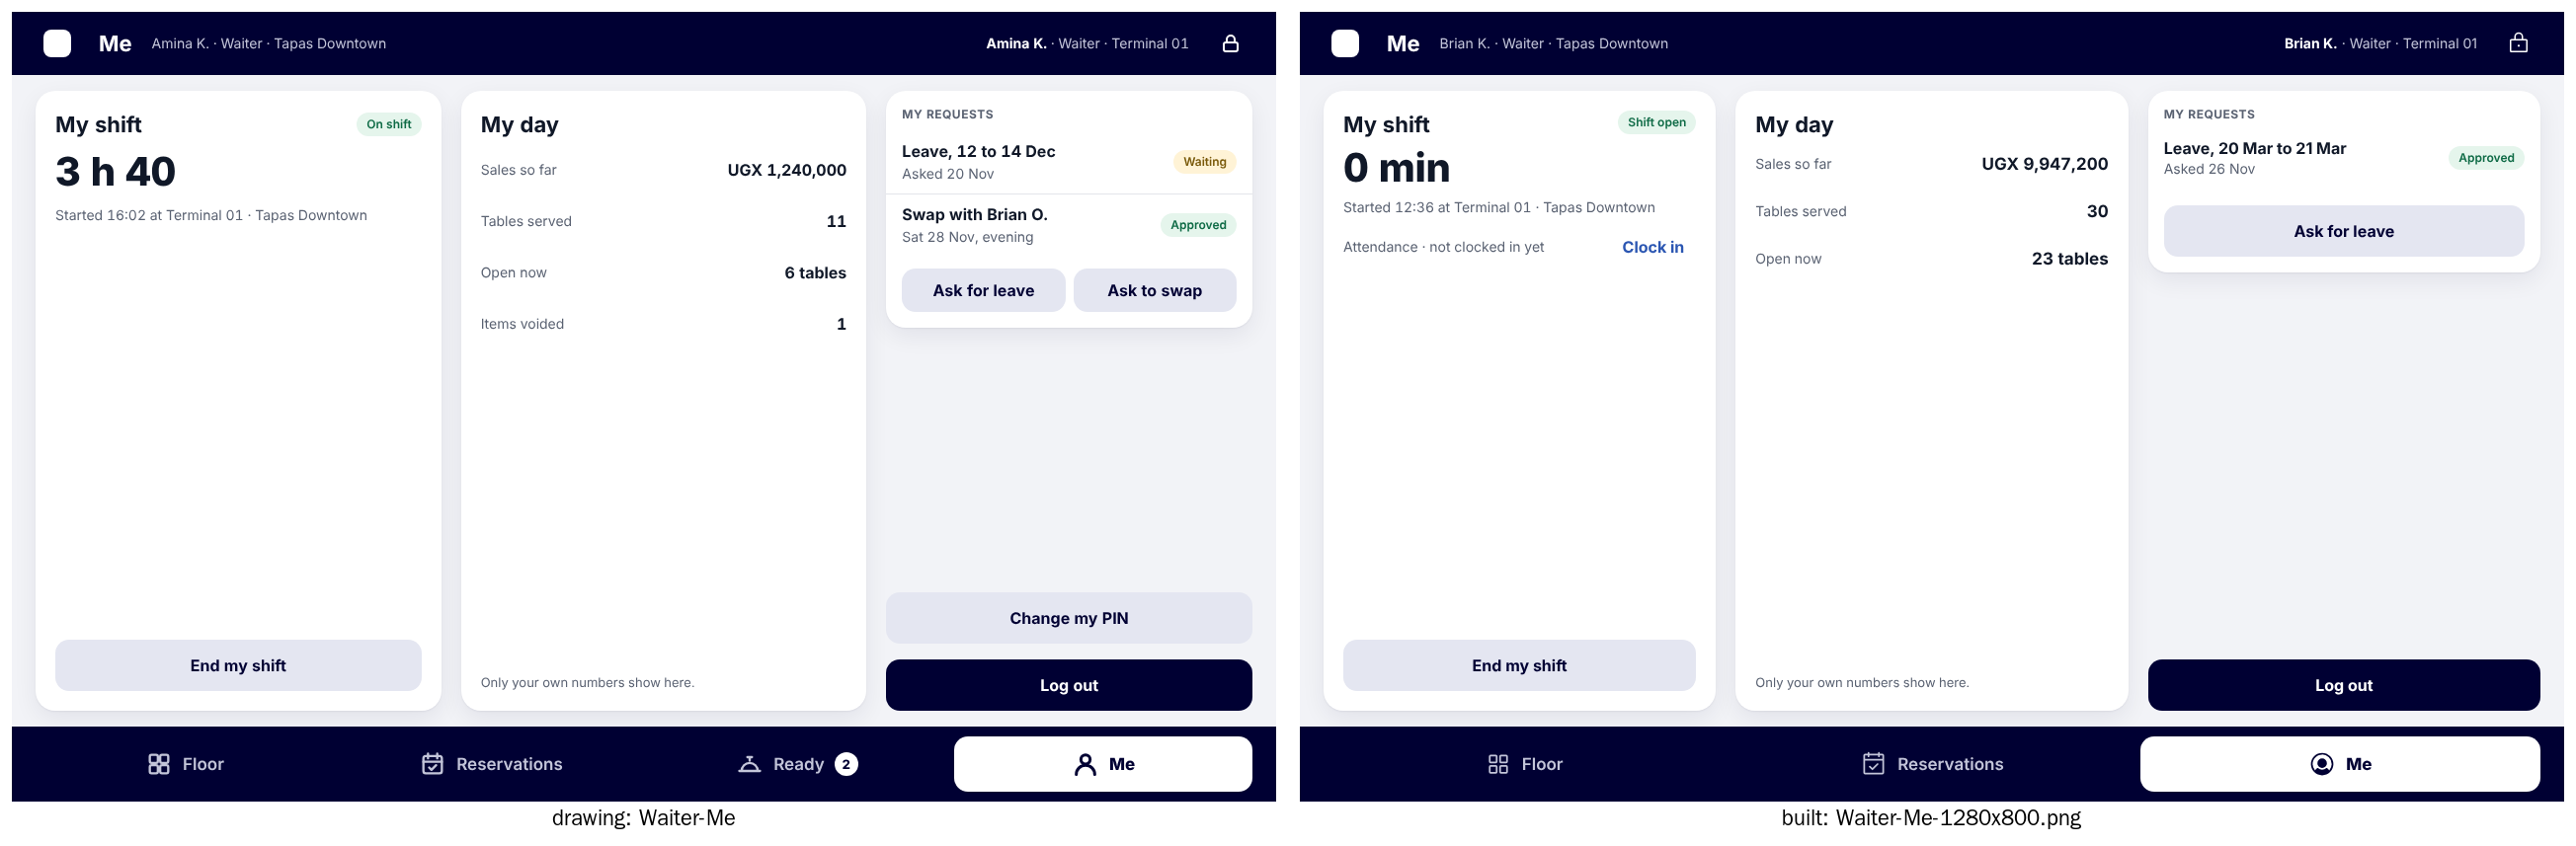 Me Amina K. · Waiter · Tapas Downtown
Amina K. · Waiter · Terminal 01
My shift
On shift
3 h 40
Started 16:02 at Terminal 01 · Tapas Downtown
End my shift
My day
Sales so far UGX 1,240,000
Tables served 11
Open now 6 tables
Items voided 1
Only your own numbers show here.
MY REQUESTS
Leave, 12 to 14 Dec
Asked 20 Nov
Waiting
Swap with Brian O.
Sat 28 Nov, evening
Approved
Ask for leave
Ask to swap
Change my PIN
Log out
Floor
Reservations
Ready 2
Me
drawing: Waiter-Me
Me Brian K. · Waiter · Tapas Downtown
Brian K. · Waiter · Terminal 01
My shift
Shift open
0 min
Started 12:36 at Terminal 01 · Tapas Downtown
Attendance · not clocked in yet Clock in
End my shift
My day
Sales so far UGX 9,947,200
Tables served 30
Open now 23 tables
Only your own numbers show here.
MY REQUESTS
Leave, 20 Mar to 21 Mar
Asked 26 Nov
Approved
Ask for leave
Log out
Floor
Reservations
Me
built: Waiter-Me-1280x800.png